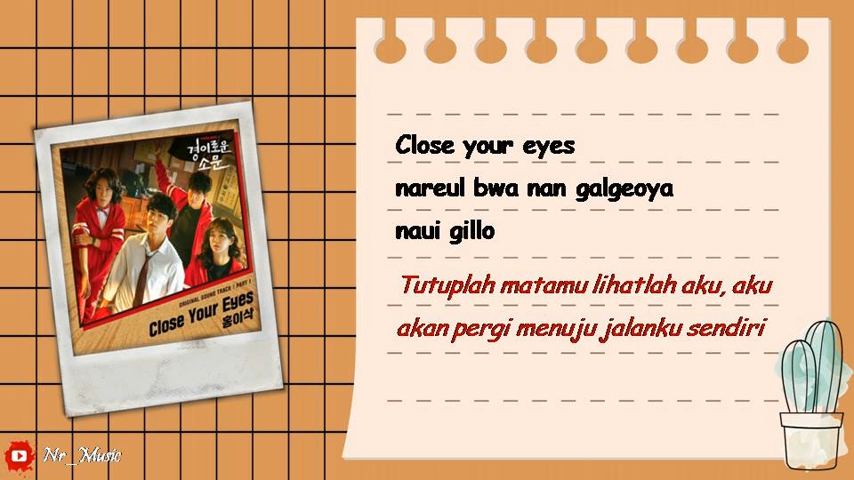 경이로운
소문
ORIGINAL SOUND TRACK | PART 1
Close Your Eyes
홍이삭
Close your eyes
nareul bwa nan galgeoya
naui gillo
Tutuplah matamu lihatlah aku, aku
akan pergi menuju jalanku sendiri
Nr_Music